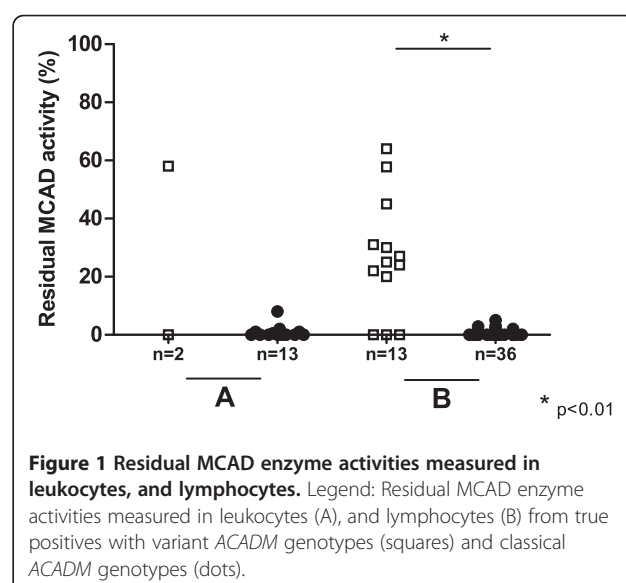 100
*
80
60
40
20
0
Residual MCAD activity (%)
n=2 n=13 n=13 n=36
A B
* p<0.01
Figure 1 Residual MCAD enzyme activities measured in
leukocytes, and lymphocytes. Legend: Residual MCAD enzyme
activities measured in leukocytes (A), and lymphocytes (B) from true
positives with variant ACADM genotypes (squares) and classical
ACADM genotypes (dots).